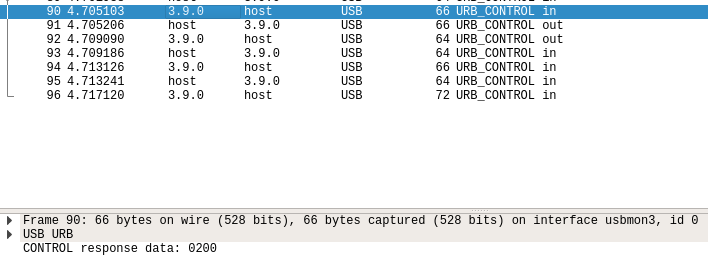 90 4.705103 3.9.0 host USB 66 URB_CONTROL in
91 4.705206 host 3.9.0 USB 66 URB_CONTROL out
92 4.709090 3.9.0 host USB 64 URB_CONTROL out
93 4.709186 host 3.9.0 USB 64 URB_CONTROL in
94 4.713126 3.9.0 host USB 66 URB_CONTROL in
95 4.713241 host 3.9.0 USB 64 URB_CONTROL in
96 4.717120 3.9.0 host USB 72 URB_CONTROL in
Frame 90: 66 bytes on wire (528 bits), 66 bytes captured (528 bits) on interface usbmon3, id 0
USB URB
CONTROL response data: 0200